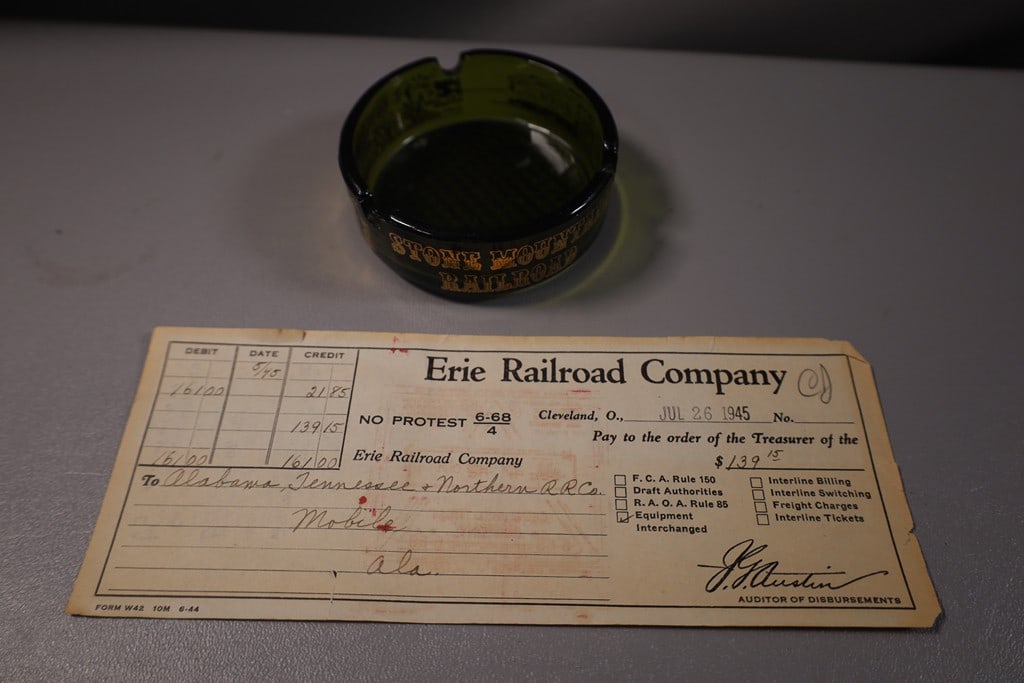 STONE MOUNTAIN
RAILROAD
DEBIT DATE CREDIT
5/45
161 00 21 85
139 15
161 00 161 00
Erie Railroad Company
NO PROTEST 6-68/4
Cleveland, O., JUL 26 1945 No.
Pay to the order of the Treasurer of the
Erie Railroad Company $139 15
To Alabama, Tennessee & Northern R.R.Co.
Mobile
Ala.
F. C. A. Rule 150
Draft Authorities
R. A. O. A. Rule 85
Equipment
Interchanged
Interline Billing
Interline Switching
Freight Charges
Interline Tickets
J.G. Austin
AUDITOR OF DISBURSEMENTS
FORM W42 10M 6-44